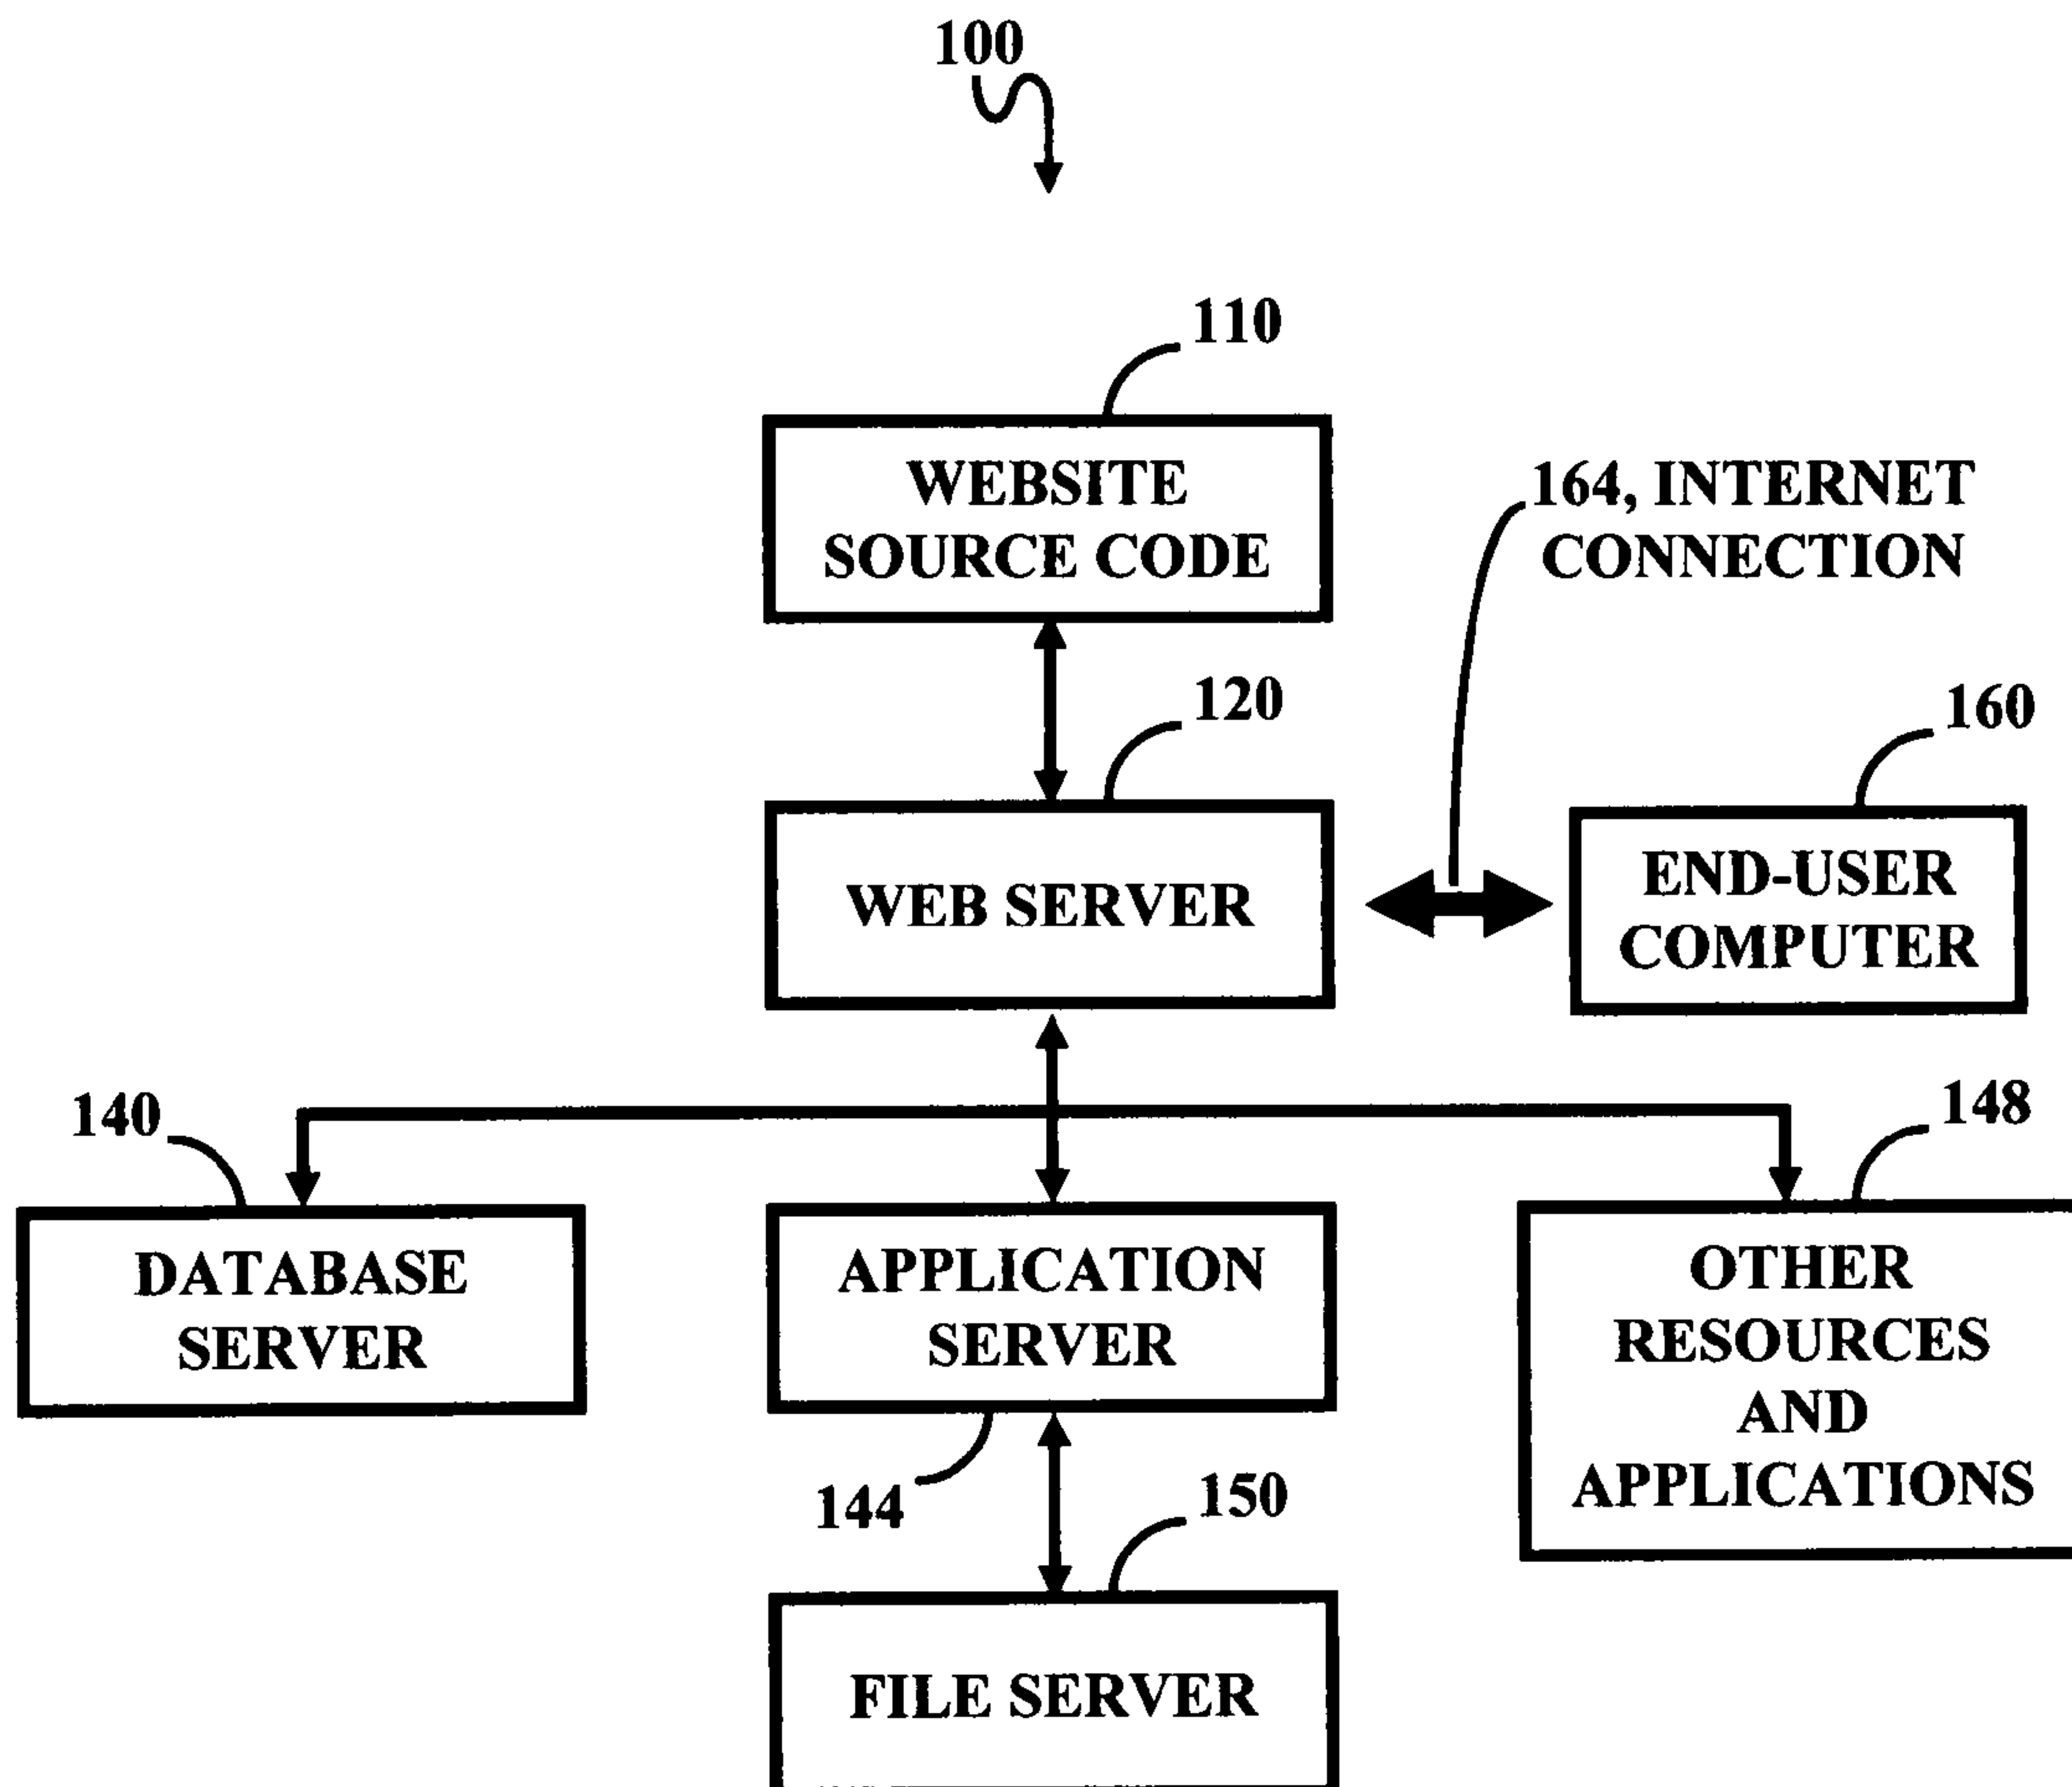 100
110
WEBSITE
SOURCE CODE
164, INTERNET
CONNECTION
120
160
WEB SERVER
END-USER
COMPUTER
140
148
DATABASE
SERVER
APPLICATION
SERVER
OTHER
RESOURCES
AND
APPLICATIONS
144
150
FILE SERVER